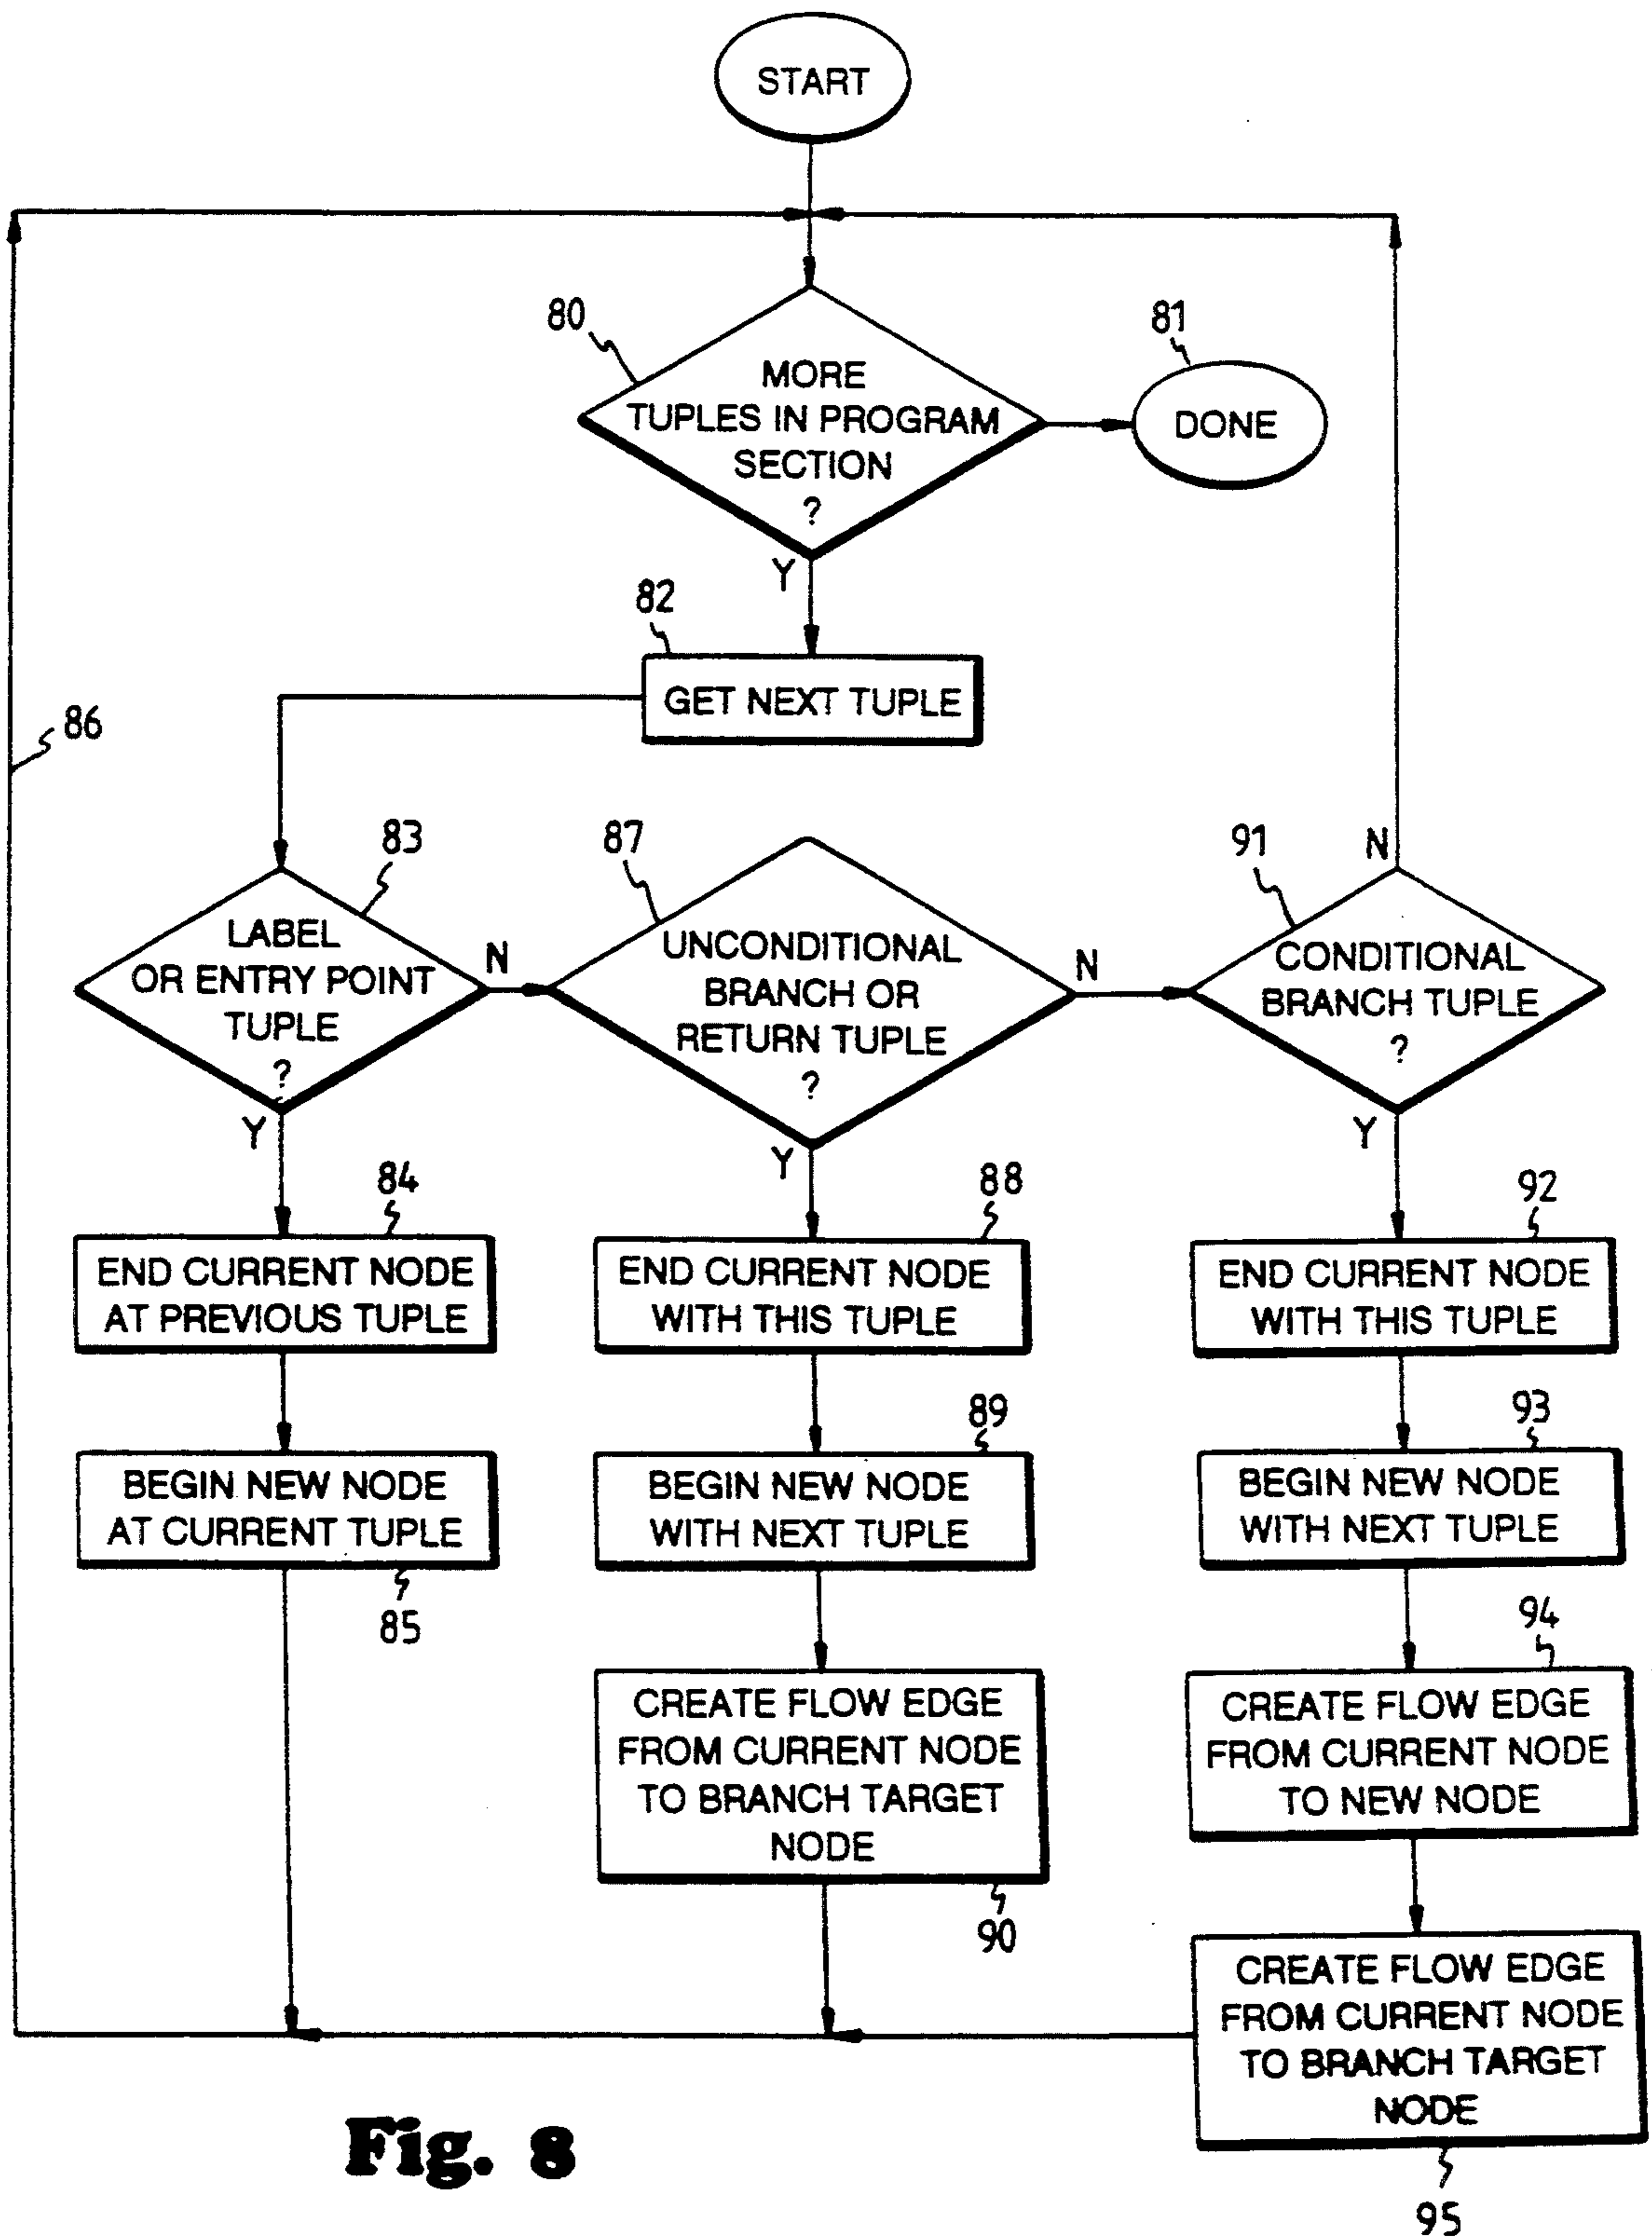 START
80
MORE
TUPLES IN PROGRAM
SECTION
?
81
DONE
Y
82
GET NEXT TUPLE
86
83
LABEL
OR ENTRY POINT
TUPLE
?
N
Y
87
UNCONDITIONAL
BRANCH OR
RETURN TUPLE
?
N
Y
91
N
CONDITIONAL
BRANCH TUPLE
?
Y
84
END CURRENT NODE
AT PREVIOUS TUPLE
88
END CURRENT NODE
WITH THIS TUPLE
92
END CURRENT NODE
WITH THIS TUPLE
BEGIN NEW NODE
AT CURRENT TUPLE
85
89
BEGIN NEW NODE
WITH NEXT TUPLE
93
BEGIN NEW NODE
WITH NEXT TUPLE
CREATE FLOW EDGE
FROM CURRENT NODE
TO BRANCH TARGET
NODE
90
94
CREATE FLOW EDGE
FROM CURRENT NODE
TO NEW NODE
CREATE FLOW EDGE
FROM CURRENT NODE
TO BRANCH TARGET
NODE
95
Fig. 8